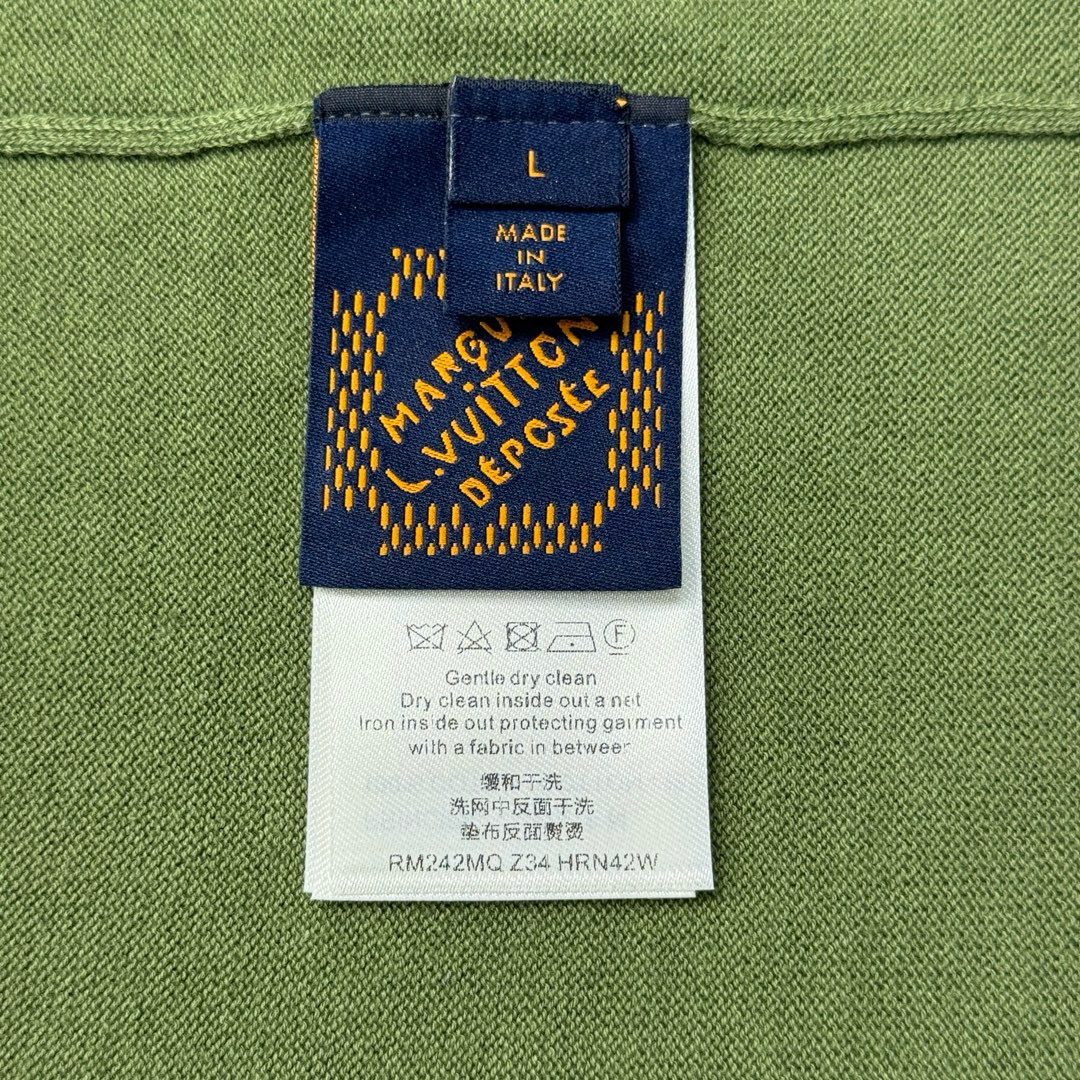 L
MADE
IN
ITALY
MARQU
L.VUITTON
DÉPOSÉE
F
Gentle dry clean
Dry clean inside out a net
Iron inside out protecting garment
with a fabric in between
缓和干洗
洗网中反面干洗
垫布反面熨烫
RM242MQ Z34 HRN42W